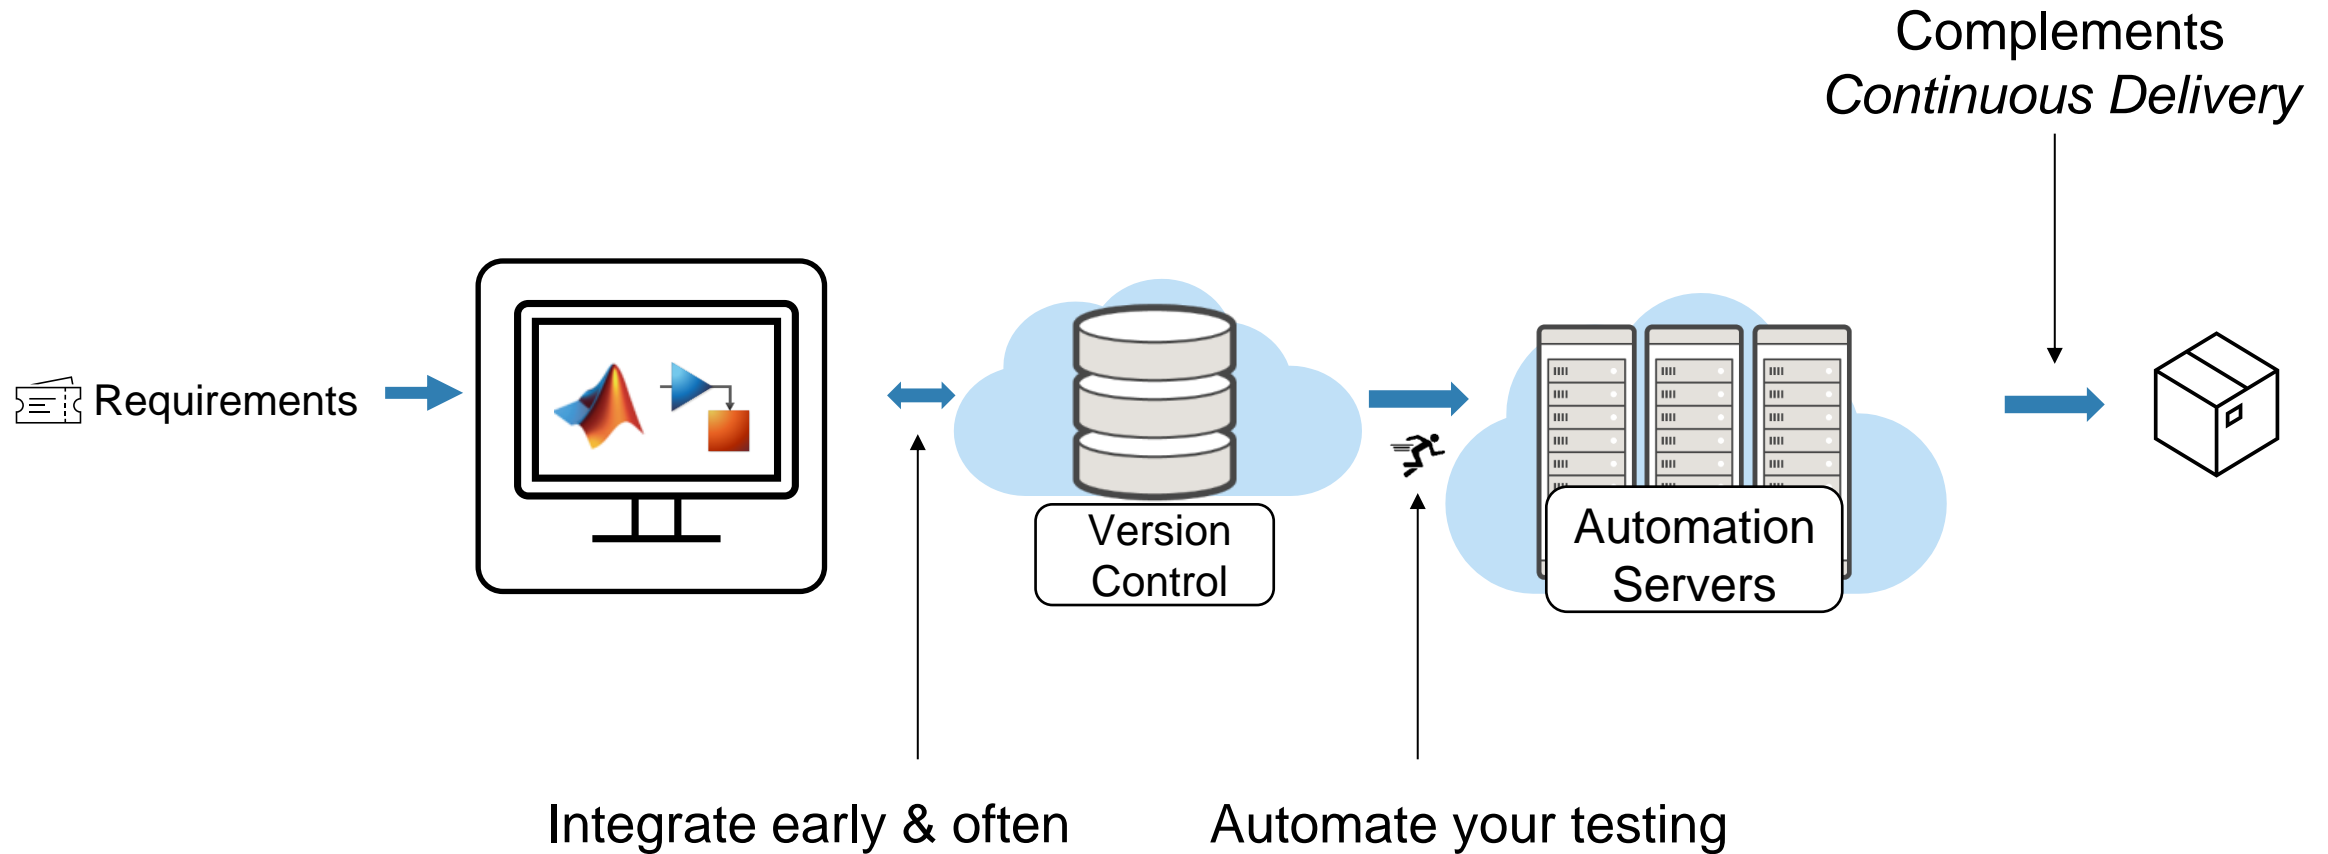 Complements
Continuous Delivery
Requirements
Version
Control
Automation
Servers
Integrate early & often
Automate your testing